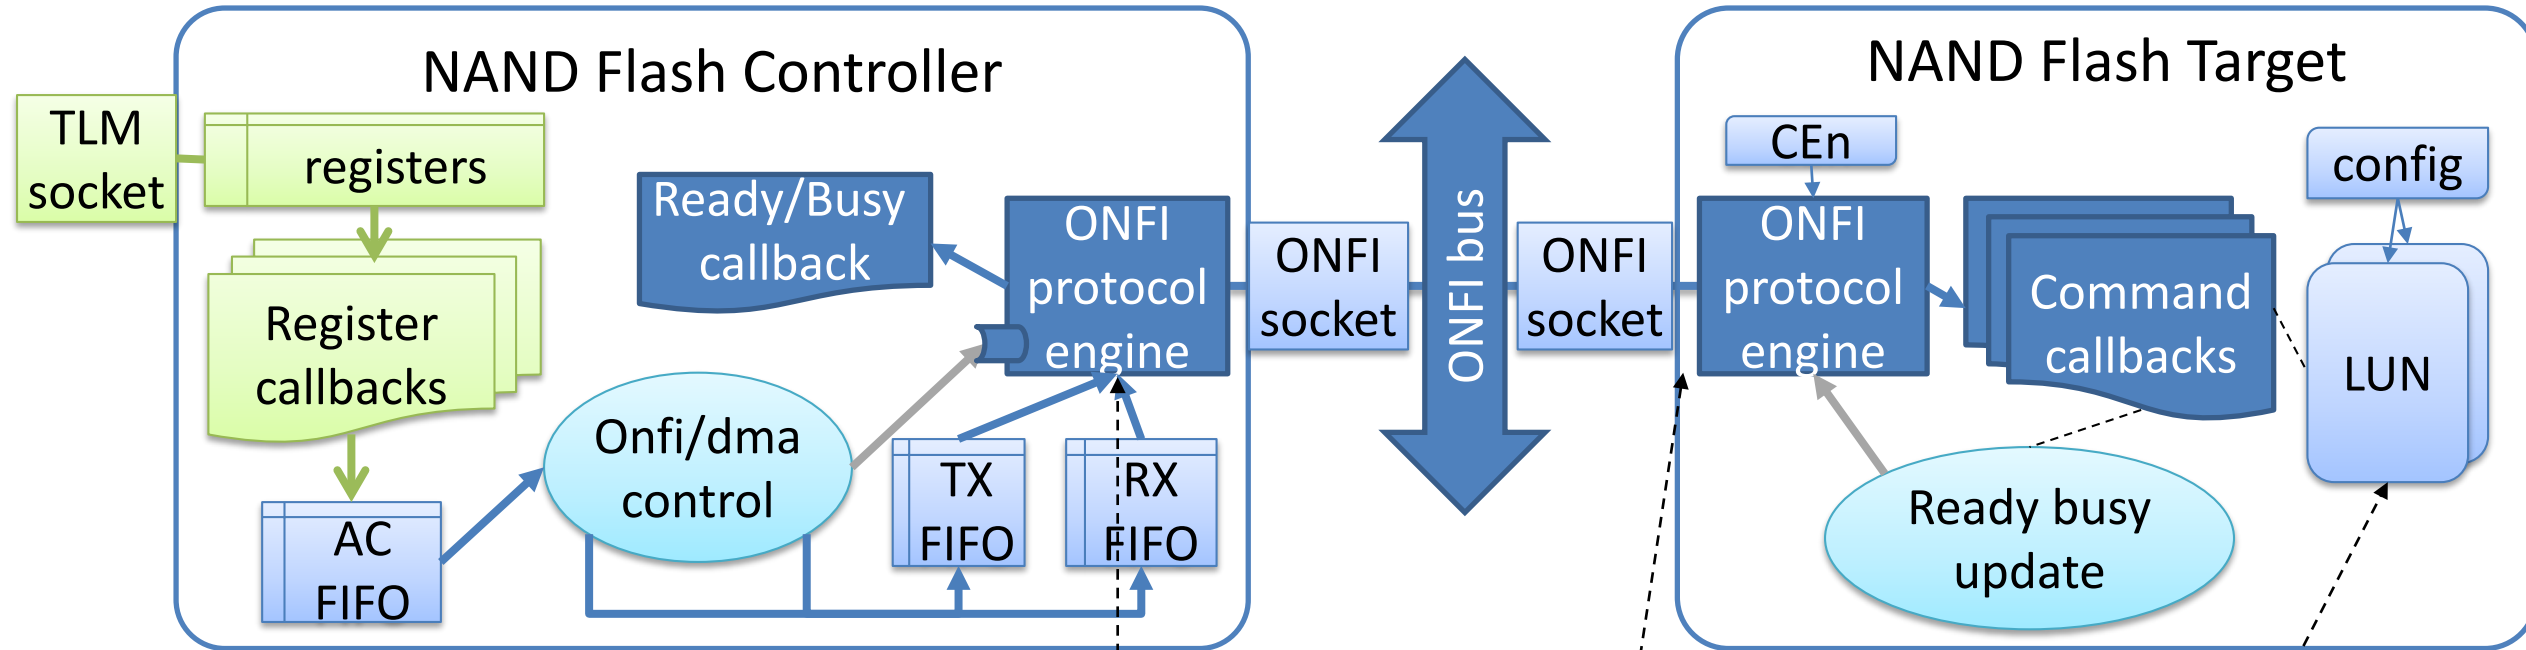 NAND Flash Controller
TLM
socket
registers
Register
callbacks
AC
FIFO
Ready/Busy
callback
Onfi/dma
control
TX
FIFO
RX
FIFO
ONFI
protocol
engine
ONFI
socket
ONFI bus
ONFI
socket
NAND Flash Target
CEn
ONFI
protocol
engine
Command
callbacks
config
LUN
Ready busy
update